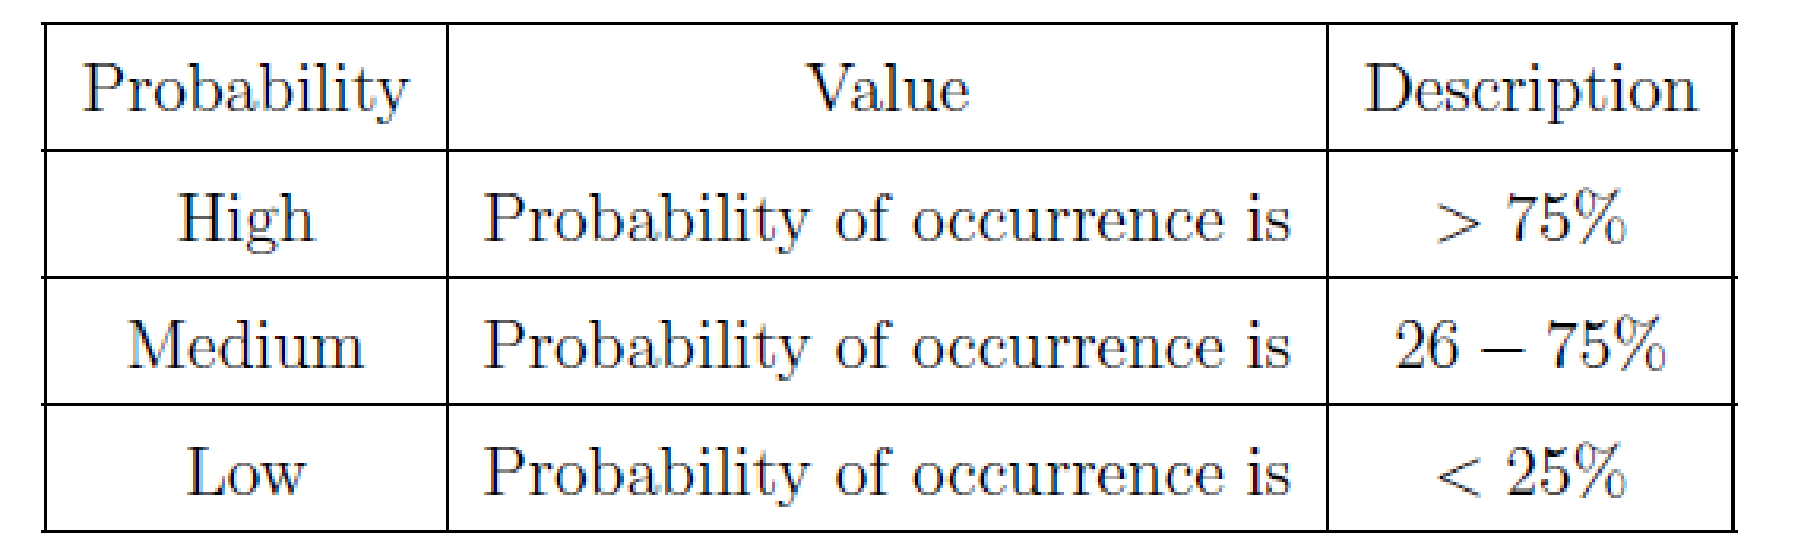 Probability Value Description
High Probability of occurrence is > 75%
Medium Probability of occurrence is 26 − 75%
Low Probability of occurrence is < 25%